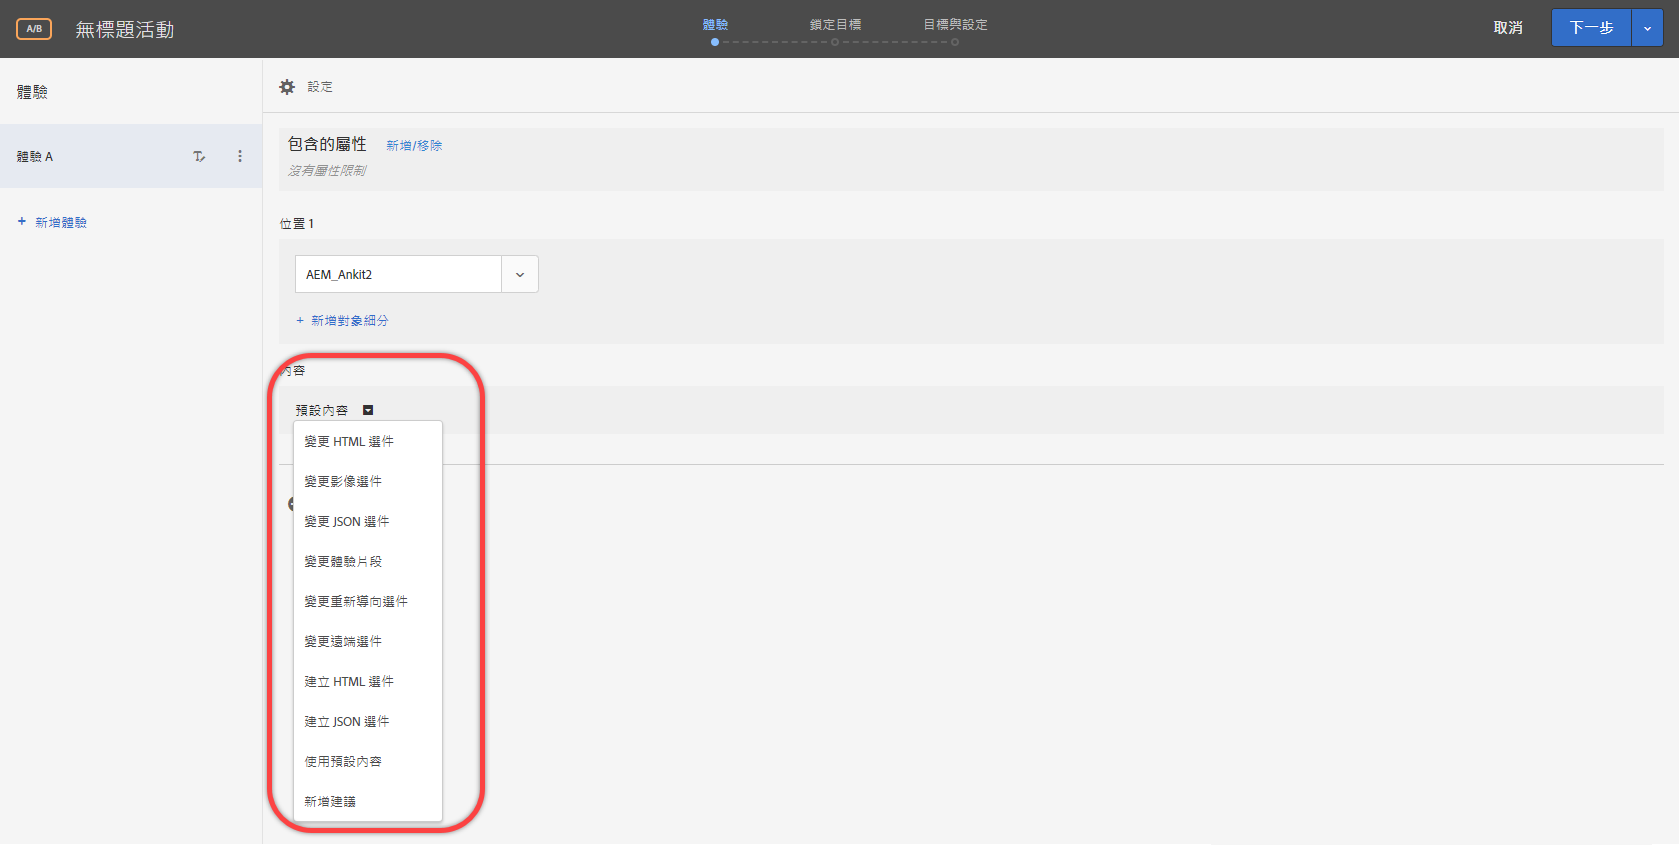 A/B
無標題活動
體驗
鎖定目標
目標與設定
取消
下一步
體驗
體驗 A
+ 新增體驗
設定
包含的屬性
新增/移除
沒有屬性限制
位置 1
AEM_Ankit2
+ 新增對象細分
內容
預設內容
變更 HTML 選件
變更影像選件
變更 JSON 選件
變更體驗片段
變更重新導向選件
變更遠端選件
建立 HTML 選件
建立 JSON 選件
使用預設內容
新增建議